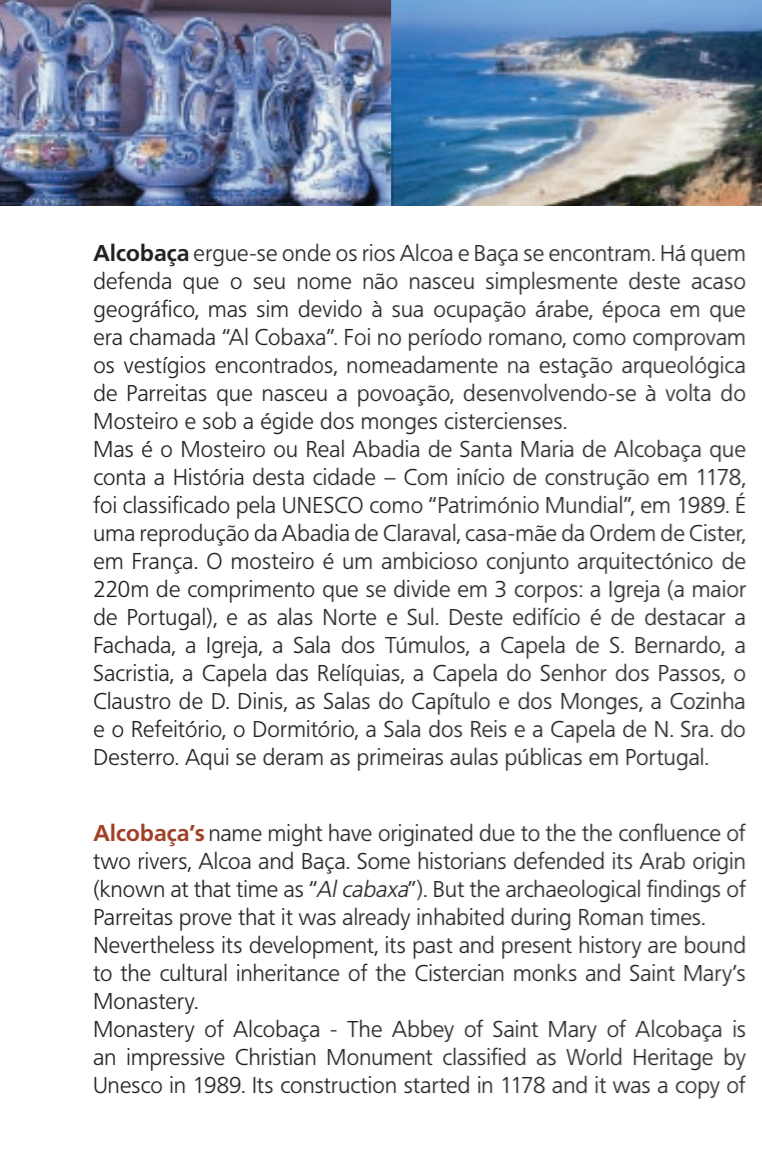 Alcobaça ergue-se onde os rios Alcoa e Baça se encontram. Há quem
defenda que o seu nome não nasceu simplesmente deste acaso
geográfico, mas sim devido à sua ocupação árabe, época em que
era chamada “Al Cobaxa”. Foi no período romano, como comprovam
os vestígios encontrados, nomeadamente na estação arqueológica
de Parreitas que nasceu a povoação, desenvolvendo-se à volta do
Mosteiro e sob a égide dos monges cistercienses.
Mas é o Mosteiro ou Real Abadia de Santa Maria de Alcobaça que
conta a História desta cidade – Com início de construção em 1178,
foi classificado pela UNESCO como “Património Mundial”, em 1989. É
uma reprodução da Abadia de Claraval, casa-mãe da Ordem de Cister,
em França. O mosteiro é um ambicioso conjunto arquitectónico de
220m de comprimento que se divide em 3 corpos: a Igreja (a maior
de Portugal), e as alas Norte e Sul. Deste edifício é de destacar a
Fachada, a Igreja, a Sala dos Túmulos, a Capela de S. Bernardo, a
Sacristia, a Capela das Relíquias, a Capela do Senhor dos Passos, o
Claustro de D. Dinis, as Salas do Capítulo e dos Monges, a Cozinha
e o Refeitório, o Dormitório, a Sala dos Reis e a Capela de N. Sra. do
Desterro. Aqui se deram as primeiras aulas públicas em Portugal.
Alcobaça’s name might have originated due to the the confluence of
two rivers, Alcoa and Baça. Some historians defended its Arab origin
(known at that time as “Al cabaxa”). But the archaeological findings of
Parreitas prove that it was already inhabited during Roman times.
Nevertheless its development, its past and present history are bound
to the cultural inheritance of the Cistercian monks and Saint Mary’s
Monastery.
Monastery of Alcobaça - The Abbey of Saint Mary of Alcobaça is
an impressive Christian Monument classified as World Heritage by
Unesco in 1989. Its construction started in 1178 and it was a copy of